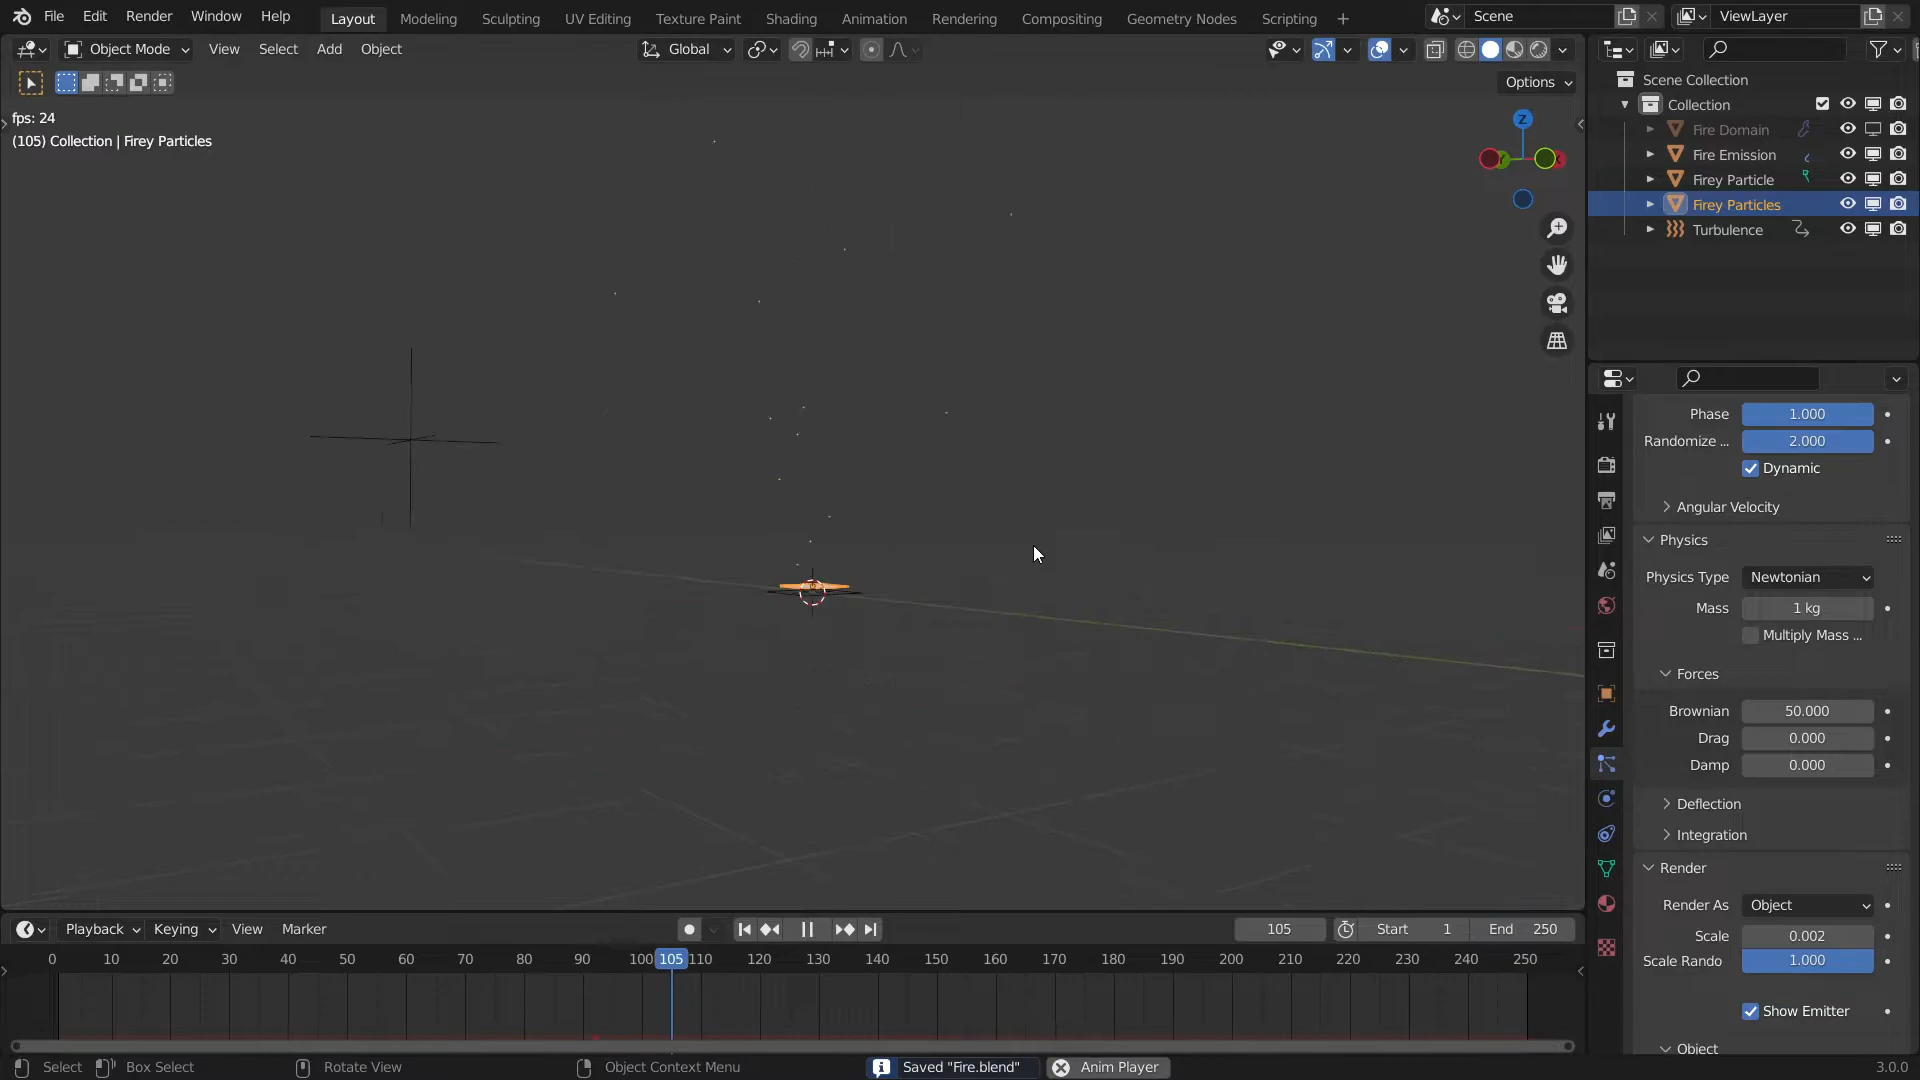 File Edit Render Window Help Layout Modeling Sculpting UV Editing Texture Paint Shading Animation Rendering Compositing Geometry Nodes Scripting + Scene ViewLayer
Object Mode View Select Add Object Global
Options
fps: 24
(105) Collection | Firey Particles
Z
Scene Collection
Collection
Fire Domain
Fire Emission
Firey Particle
Firey Particles
Turbulence
Phase 1.000
Randomize ... 2.000
Dynamic
Angular Velocity
Physics
Physics Type Newtonian
Mass 1 kg
Multiply Mass ...
Forces
Brownian 50.000
Drag 0.000
Damp 0.000
Deflection
Integration
Render
Render As Object
Scale 0.002
Scale Rando 1.000
Show Emitter
Object
Playback Keying View Marker 105 Start 1 End 250
0 10 20 30 40 50 60 70 80 90 100 105 110 120 130 140 150 160 170 180 190 200 210 220 230 240 250
Select Box Select Rotate View Object Context Menu Saved "Fire.blend" Anim Player 3.0.0